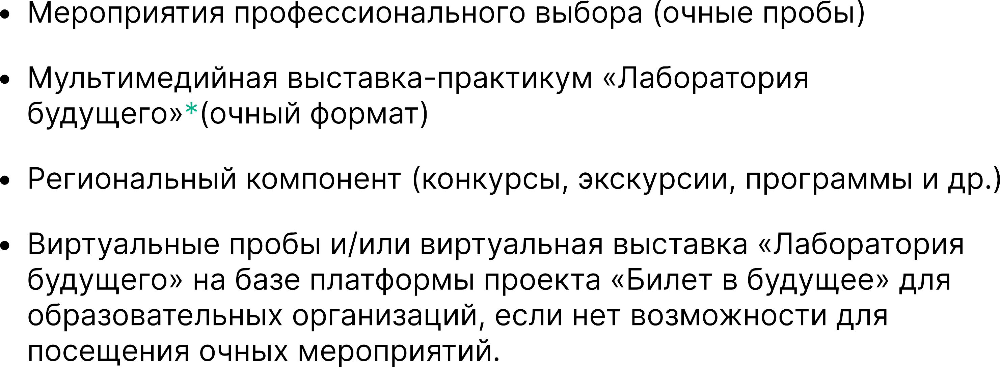 • Мероприятия профессионального выбора (очные пробы)
• Мультимедийная выставка-практикум «Лаборатория
будущего»*(очный формат)
• Региональный компонент (конкурсы, экскурсии, программы и др.)
• Виртуальные пробы и/или виртуальная выставка «Лаборатория
будущего» на базе платформы проекта «Билет в будущее» для
образовательных организаций, если нет возможности для
посещения очных мероприятий.